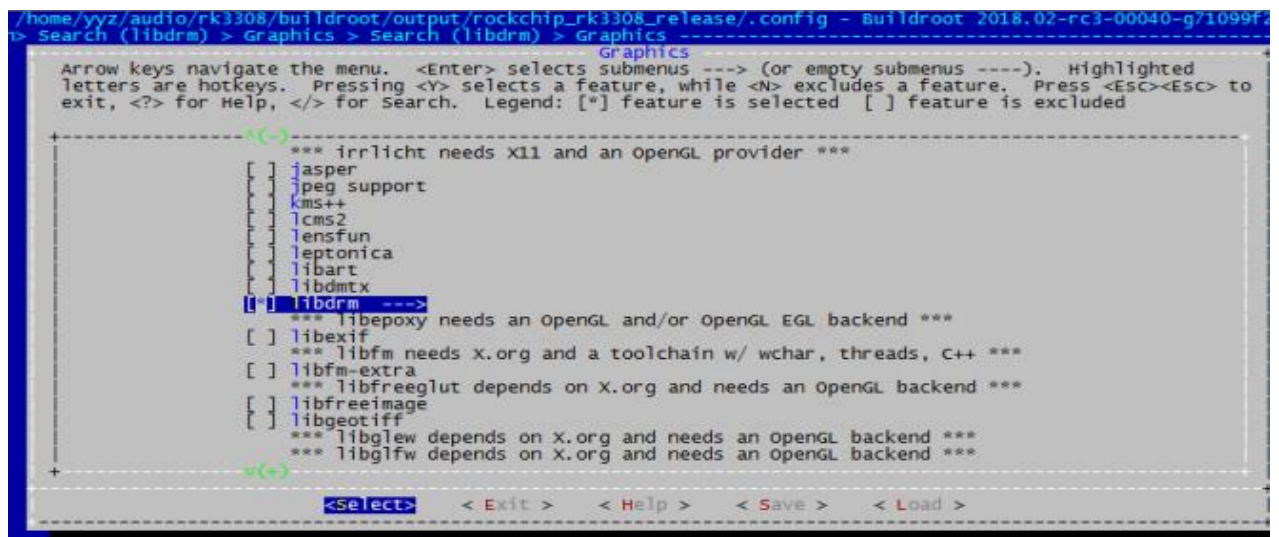 /home/yyz/audio/rk3308/buildroot/output/rockchip_rk3308_release/.config - Buildroot 2018.02-rc3-00040-g71099f2
> Search (libdrm) > Graphics > Search (libdrm) > Graphics
Graphics
Arrow keys navigate the menu. <Enter> selects submenus ---> (or empty submenus ----). Highlighted
letters are hotkeys. Pressing <Y> selects a feature, while <N> excludes a feature. Press <Esc><Esc> to
exit, <?> for Help, </> for Search. Legend: [*] feature is selected [ ] feature is excluded
^(-)
*** irrlicht needs X11 and an OpenGL provider ***
[ ] jasper
[ ] jpeg support
[ ] kms++
[ ] lcms2
[ ] lensfun
[ ] leptonica
[ ] libart
[ ] libdmtx
[*] libdrm --->
*** libepoxy needs an OpenGL and/or OpenGL EGL backend ***
[ ] libexif
*** libfm needs X.org and a toolchain w/ wchar, threads, C++ ***
[ ] libfm-extra
*** libfreeglut depends on X.org and needs an OpenGL backend ***
[ ] libfreeimage
[ ] libgeotiff
*** libglew depends on X.org and needs an OpenGL backend ***
*** libglfw depends on X.org and needs an OpenGL backend ***
v(+)
<Select> < Exit > < Help > < Save > < Load >